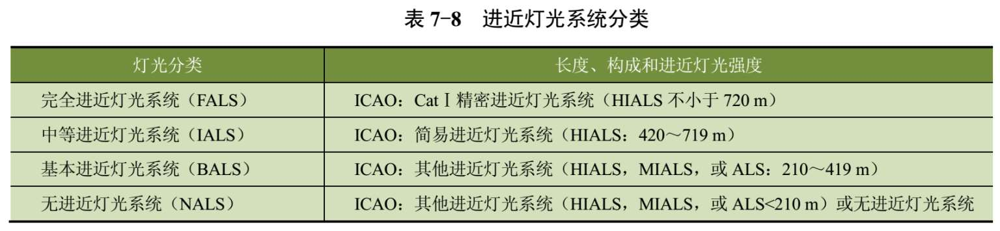 表 7-8 进近灯光系统分类
灯光分类 长度、构成和进近灯光强度
完全进近灯光系统（FALS） ICAO：CatⅠ精密进近灯光系统（HIALS 不小于 720 m）
中等进近灯光系统（IALS） ICAO：简易进近灯光系统（HIALS：420～719 m）
基本进近灯光系统（BALS） ICAO：其他进近灯光系统（HIALS，MIALS，或 ALS：210～419 m）
无进近灯光系统（NALS） ICAO：其他进近灯光系统（HIALS，MIALS，或 ALS<210 m）或无进近灯光系统